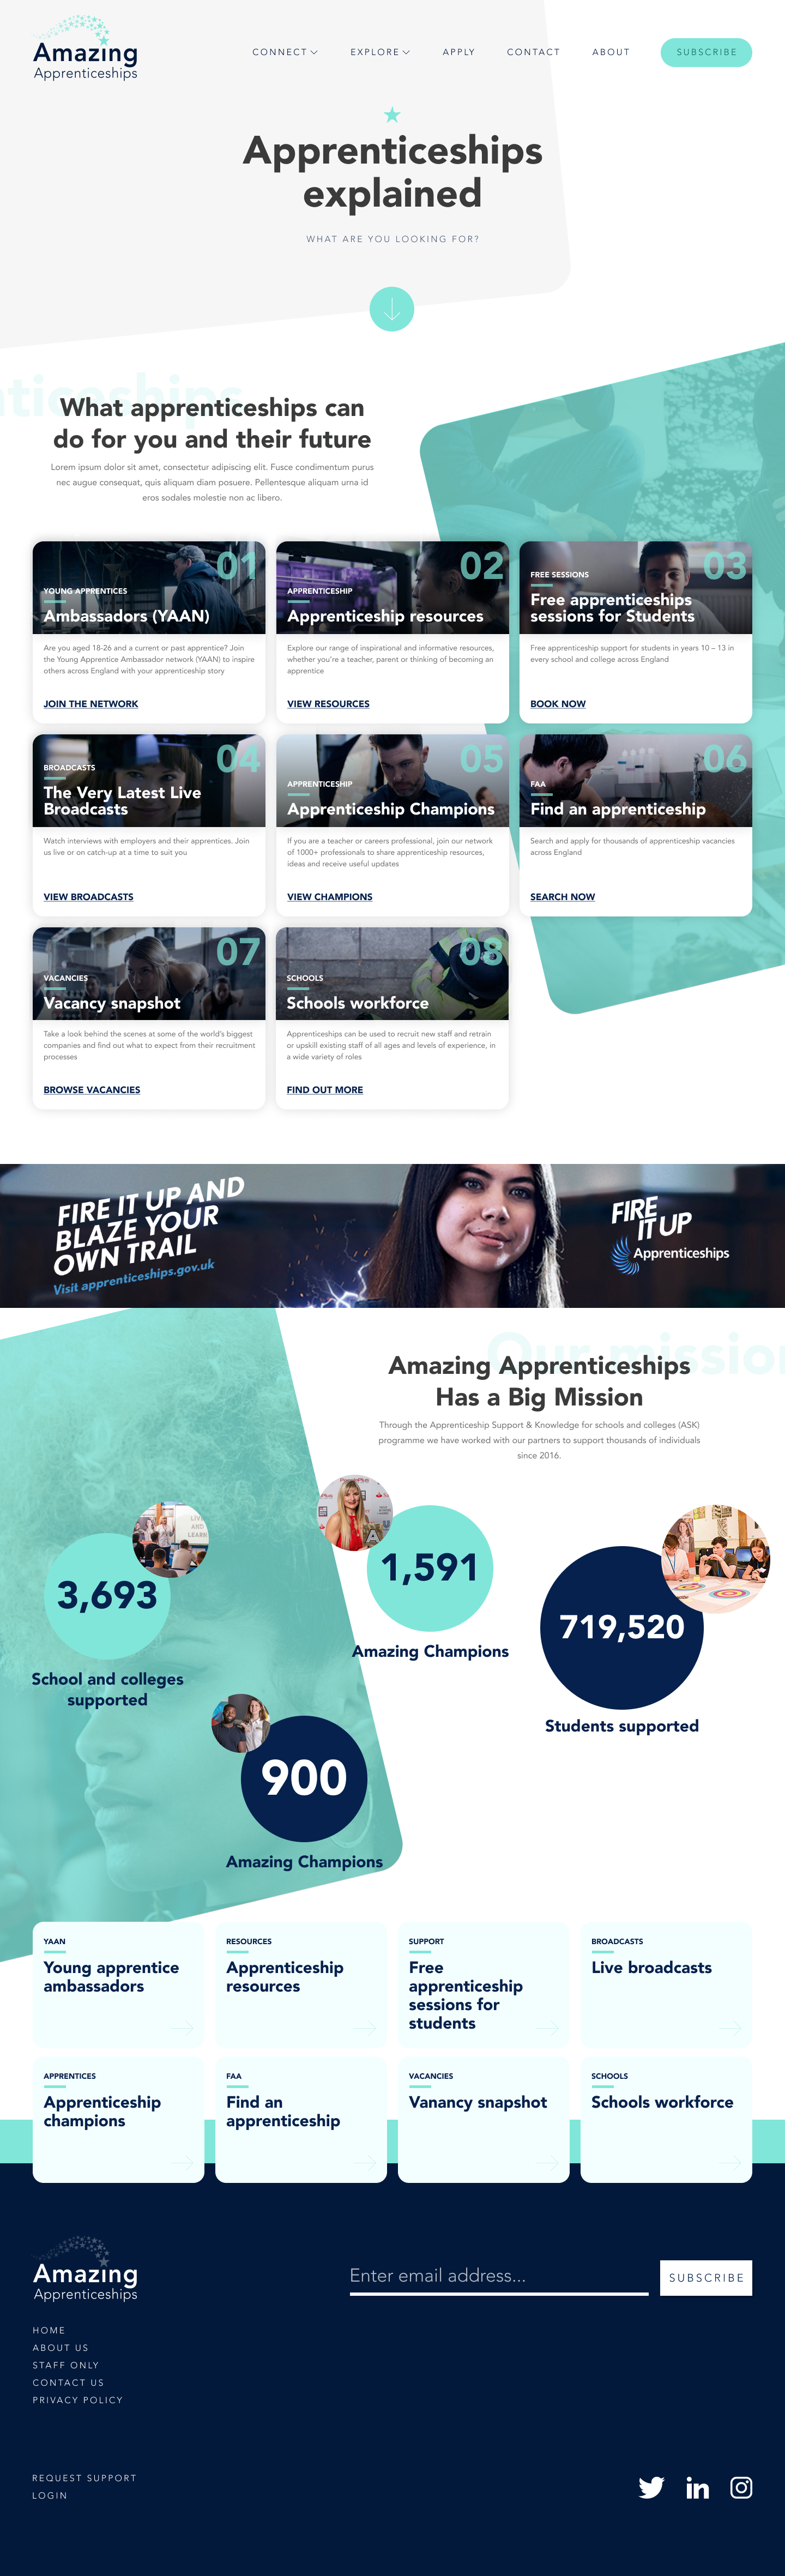 Amazing
Apprenticeships
CONNECT
EXPLORE
APPLY
CONTACT
ABOUT
SUBSCRIBE
Apprenticeships
explained
WHAT ARE YOU LOOKING FOR?
nticeships
What apprenticeships can
do for you and their future
Lorem ipsum dolor sit amet, consectetur adipiscing elit. Fusce condimentum purus
nec augue consequat, quis aliquam diam posuere. Pellentesque aliquam urna id
eros sodales molestie non ac libero.
01
YOUNG APPRENTICES
Ambassadors (YAAN)
Are you aged 18-26 and a current or past apprentice? Join
the Young Apprentice Ambassador network (YAAN) to inspire
others across England with your apprenticeship story
JOIN THE NETWORK
02
APPRENTICESHIP
Apprenticeship resources
Explore our range of inspirational and informative resources,
whether you're a teacher, parent or thinking of becoming an
apprentice
VIEW RESOURCES
03
FREE SESSIONS
Free apprenticeships
sessions for Students
Free apprenticeship support for students in years 10 – 13 in
every school and college across England
BOOK NOW
04
BROADCASTS
The Very Latest Live
Broadcasts
Watch interviews with employers and their apprentices. Join
us live or on catch-up at a time to suit you
VIEW BROADCASTS
05
APPRENTICESHIP
Apprenticeship Champions
If you are a teacher or careers professional, join our network
of 1000+ professionals to share apprenticeship resources,
ideas and receive useful updates
VIEW CHAMPIONS
06
FAA
Find an apprenticeship
Search and apply for thousands of apprenticeship vacancies
across England
SEARCH NOW
07
VACANCIES
Vacancy snapshot
Take a look behind the scenes at some of the world's biggest
companies and find out what to expect from their recruitment
processes
BROWSE VACANCIES
08
SCHOOLS
Schools workforce
Apprenticeships can be used to recruit new staff and retrain
or upskill existing staff of all ages and levels of experience, in
a wide variety of roles
FIND OUT MORE
FIRE IT UP AND
BLAZE YOUR
OWN TRAIL
Visit apprenticeships.gov.uk
FIRE
IT UP
Apprenticeships
Our mission
Amazing Apprenticeships
Has a Big Mission
Through the Apprenticeship Support & Knowledge for schools and colleges (ASK)
programme we have worked with our partners to support thousands of individuals
since 2016.
3,693
School and colleges
supported
1,591
Amazing Champions
719,520
Students supported
900
Amazing Champions
YAAN
Young apprentice
ambassadors
RESOURCES
Apprenticeship
resources
SUPPORT
Free
apprenticeship
sessions for
students
BROADCASTS
Live broadcasts
APPRENTICES
Apprenticeship
champions
FAA
Find an
apprenticeship
VACANCIES
Vanancy snapshot
SCHOOLS
Schools workforce
Amazing
Apprenticeships
Enter email address...
SUBSCRIBE
HOME
ABOUT US
STAFF ONLY
CONTACT US
PRIVACY POLICY
REQUEST SUPPORT
LOGIN
in